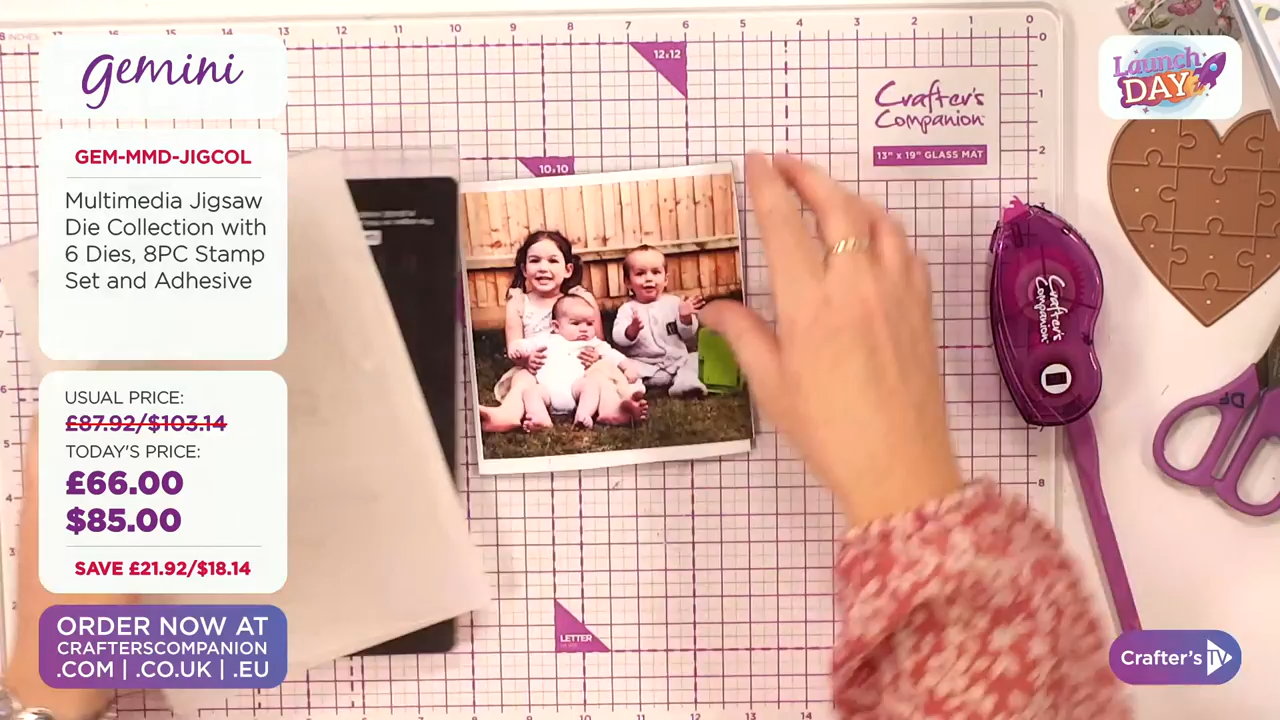 gemini
GEM-MMD-JIGCOL
Multimedia Jigsaw
Die Collection with
6 Dies, 8PC Stamp
Set and Adhesive
USUAL PRICE:
£87.92/$103.14
TODAY'S PRICE:
£66.00
$85.00
SAVE £21.92/$18.14
ORDER NOW AT
CRAFTERSCOMPANION
.COM | .CO.UK | .EU
Launch
DAY
Crafter's
Companion
13" x 19" GLASS MAT
12x12
10x10
LETTER
Crafter's
Companion
Crafter's TV